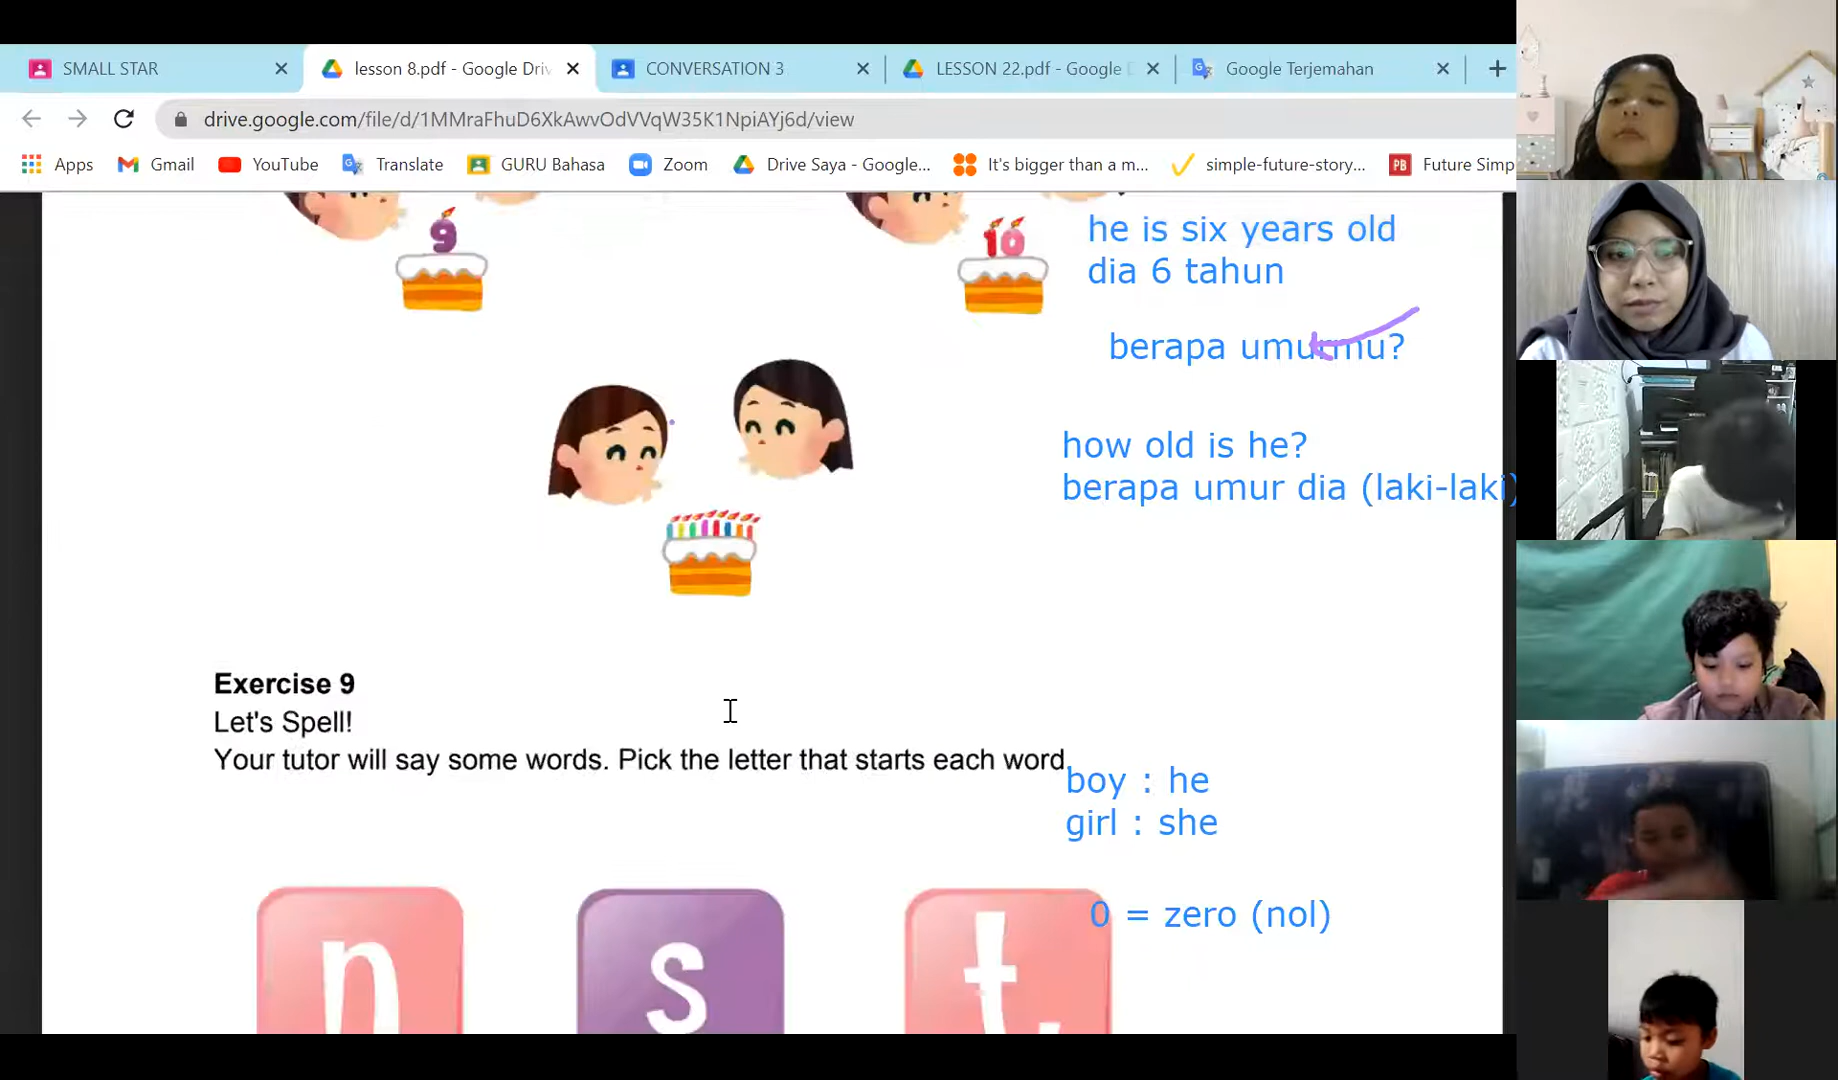 SMALL STAR
lesson 8.pdf - Google Driv
CONVERSATION 3
LESSON 22.pdf - Google D
Google Terjemahan
drive.google.com/file/d/1MMraFhuD6XkAwvOdVVqW35K1NpiAYj6d/view
Apps
Gmail
YouTube
Translate
GURU Bahasa
Zoom
Drive Saya - Google...
It's bigger than a m...
simple-future-story...
PB
Future Simp
9
10
he is six years old
dia 6 tahun
berapa umurmu?
how old is he?
berapa umur dia (laki-laki)
Exercise 9
Let's Spell!
Your tutor will say some words. Pick the letter that starts each word.
boy : he
girl : she
0 = zero (nol)
n
s
t